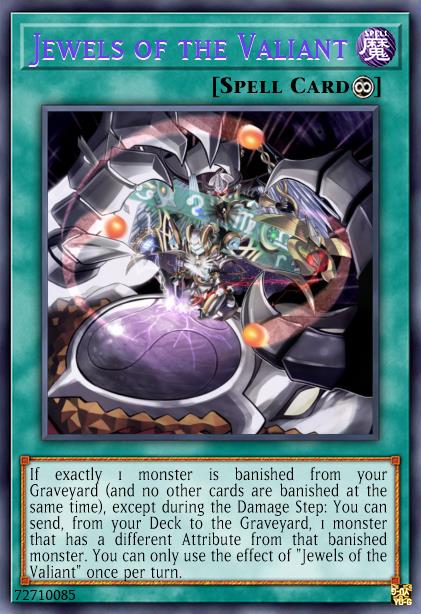 Jewels of the Valiant
SPELL
魔
[Spell Card]
If exactly 1 monster is banished from your
Graveyard (and no other cards are banished at the
same time), except during the Damage Step: You can
send, from your Deck to the Graveyard, 1 monster
that has a different Attribute from that banished
monster. You can only use the effect of "Jewels of the
Valiant" once per turn.
72710085